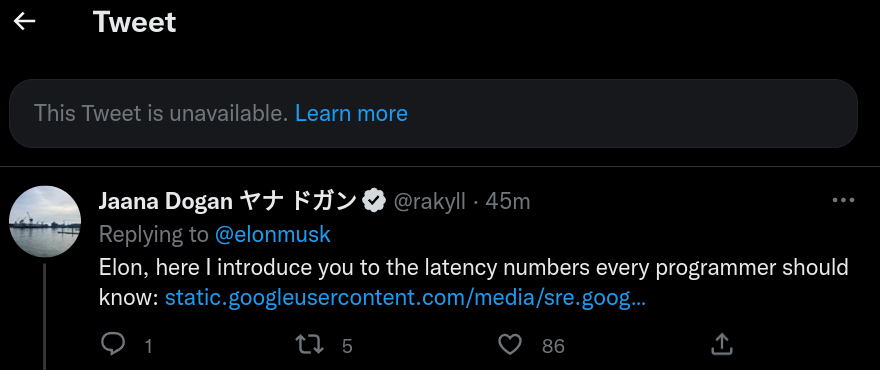 Tweet
This Tweet is unavailable. Learn more
Jaana Dogan ヤナ ドガン @rakyll · 45m
Replying to @elonmusk
Elon, here I introduce you to the latency numbers every programmer should
know: static.googleusercontent.com/media/sre.goog...
1 5 86